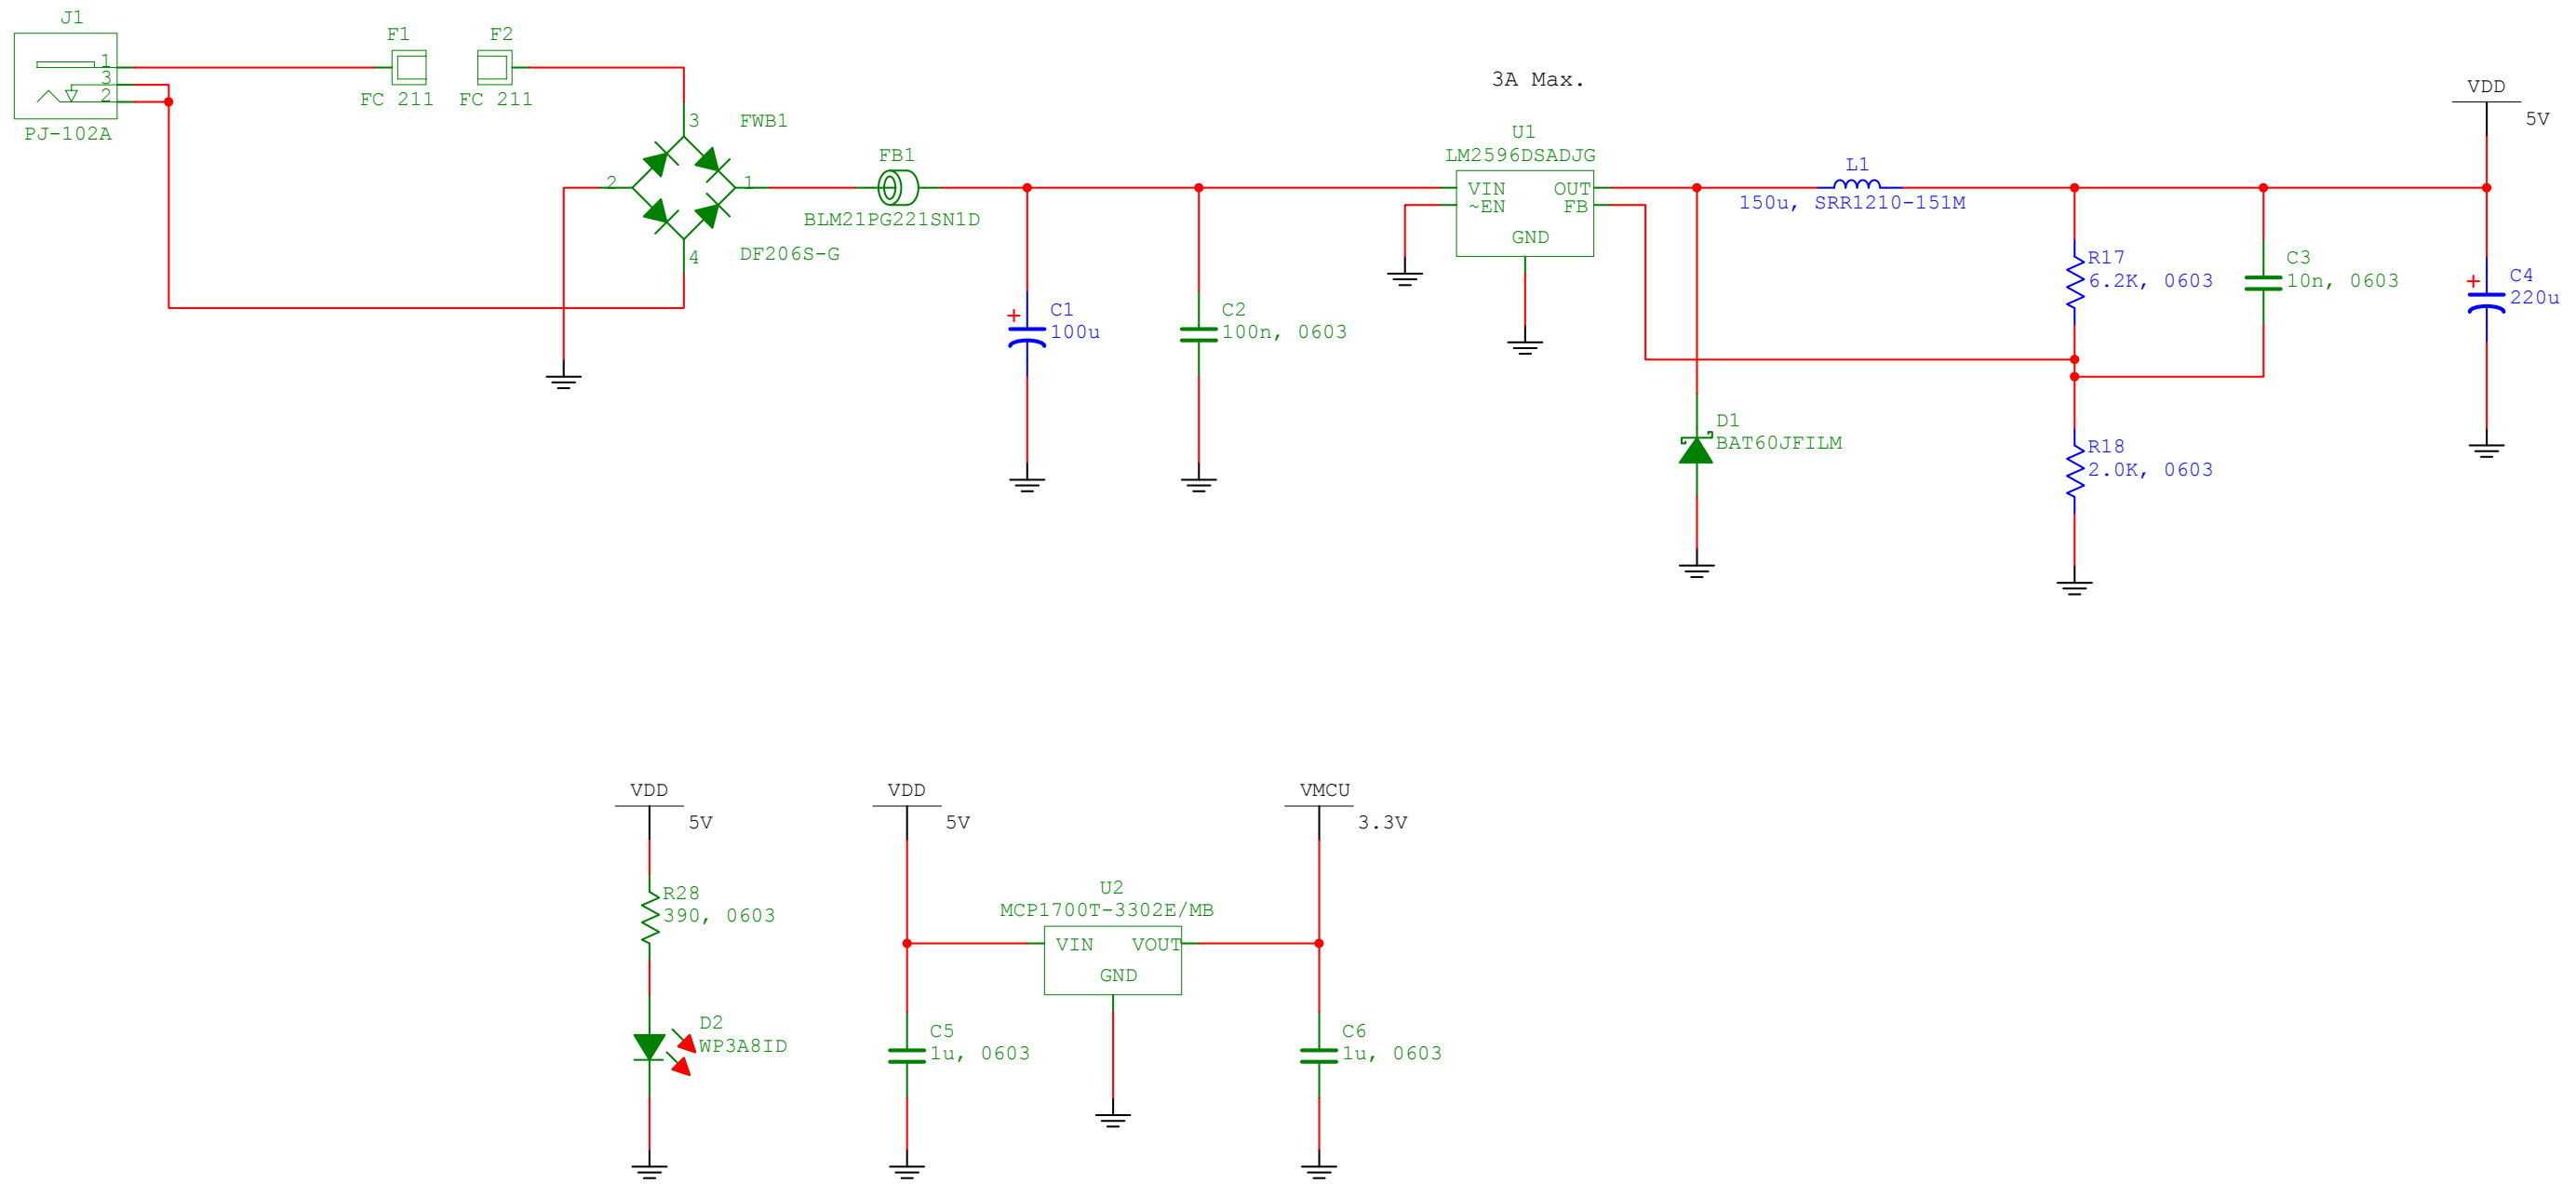 J1
1
3
2
PJ-102A
F1
FC 211
F2
FC 211
3
FWB1
2
1
4
DF206S-G
FB1
BLM21PG221SN1D
+
C1
100u
C2
100n, 0603
3A Max.
U1
LM2596DSADJG
VIN
OUT
~EN
FB
GND
L1
150u, SRR1210-151M
D1
BAT60JFILM
R17
6.2K, 0603
R18
2.0K, 0603
C3
10n, 0603
VDD
5V
+
C4
220u
VDD
5V
R28
390, 0603
D2
WP3A8ID
VDD
5V
C5
1u, 0603
U2
MCP1700T-3302E/MB
VIN
VOUT
GND
VMCU
3.3V
C6
1u, 0603